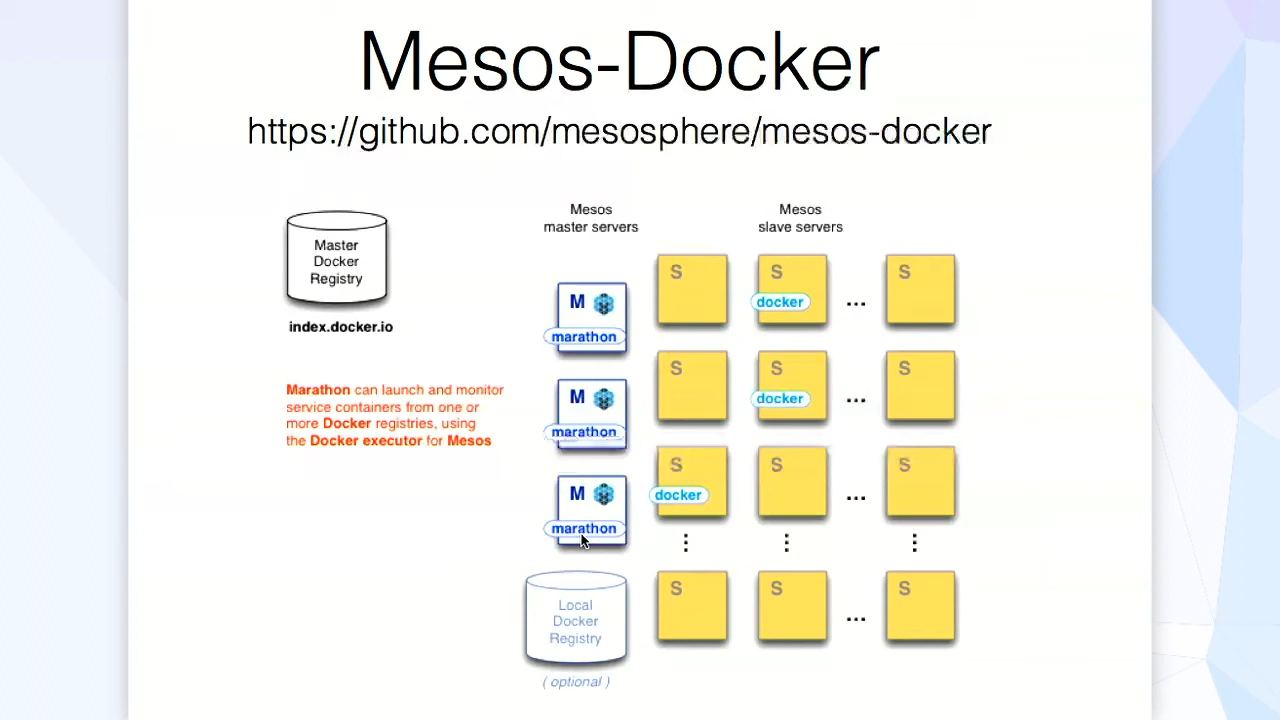 Mesos-Docker
https://github.com/mesosphere/mesos-docker
Master
Docker
Registry
index.docker.io
Marathon can launch and monitor
service containers from one or
more Docker registries, using
the Docker executor for Mesos
Mesos
master servers
Mesos
slave servers
M
marathon
S
S
docker
...
S
M
marathon
S
S
docker
...
S
M
marathon
S
docker
S
...
S
Local
Docker
Registry
( optional )
S
S
...
S